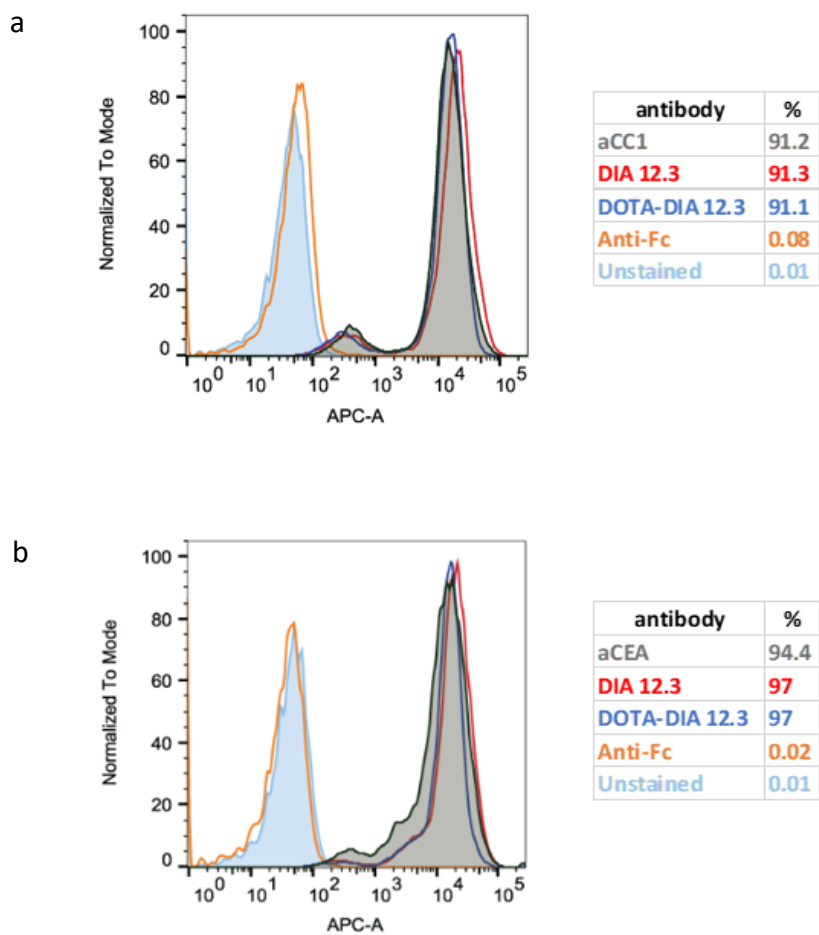 a
100
80
60
40
20
0
Normalized To Mode
10^0 10^1 10^2 10^3 10^4 10^5
APC-A
antibody %
aCC1 91.2
DIA 12.3 91.3
DOTA-DIA 12.3 91.1
Anti-Fc 0.08
Unstained 0.01
b
100
80
60
40
20
0
Normalized To Mode
10^0 10^1 10^2 10^3 10^4 10^5
APC-A
antibody %
aCEA 94.4
DIA 12.3 97
DOTA-DIA 12.3 97
Anti-Fc 0.02
Unstained 0.01